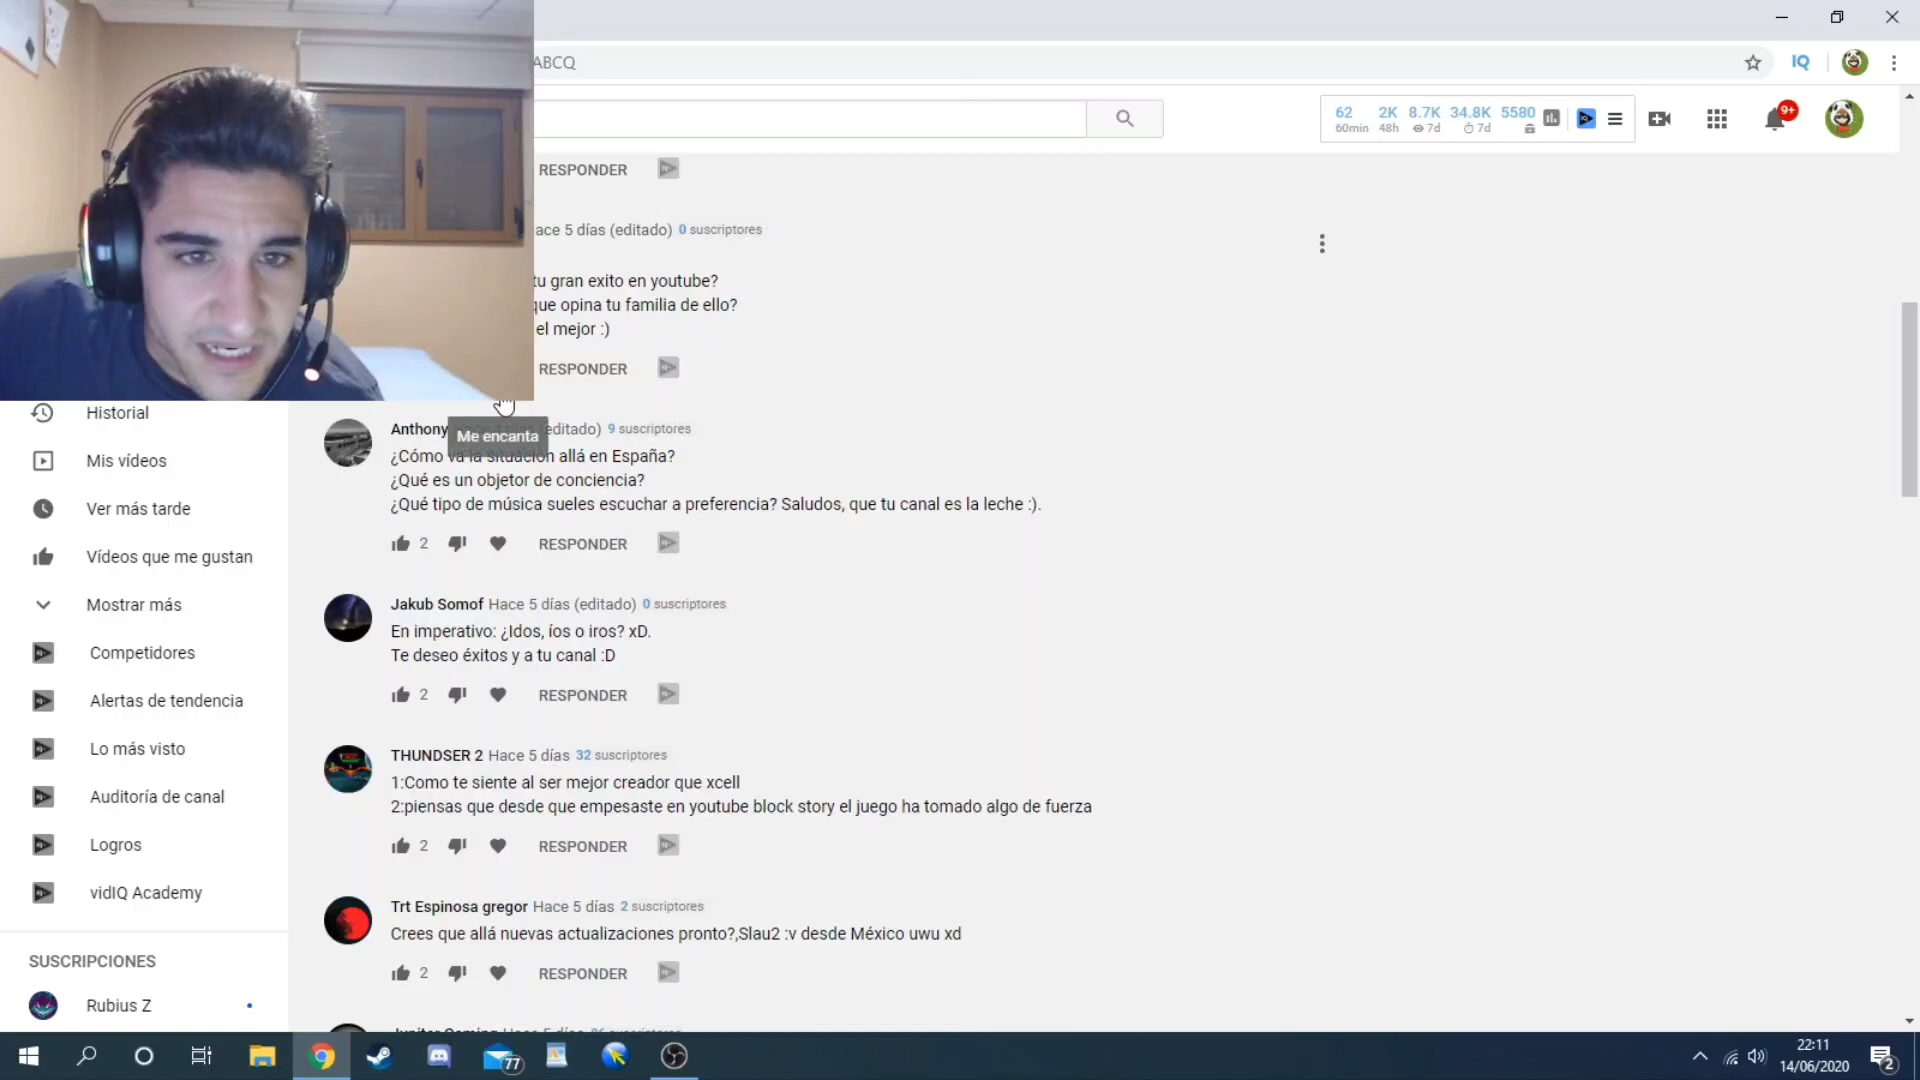 ABCQ
IQ
62 2K 8.7K 34.8K 5580
60min 48h 7d 7d
9+
RESPONDER
ace 5 días (editado) 0 suscriptores
tu gran exito en youtube?
que opina tu familia de ello?
el mejor :)
RESPONDER
Historial
Mis vídeos
Ver más tarde
Vídeos que me gustan
Mostrar más
Competidores
Alertas de tendencia
Lo más visto
Auditoría de canal
Logros
vidIQ Academy
SUSCRIPCIONES
Rubius Z
Anthony (editado) 9 suscriptores
Me encanta
¿Cómo va la situación allá en España?
¿Qué es un objetor de conciencia?
¿Qué tipo de música sueles escuchar a preferencia? Saludos, que tu canal es la leche :).
2 RESPONDER
Jakub Somof Hace 5 días (editado) 0 suscriptores
En imperativo: ¿Idos, íos o iros? xD.
Te deseo éxitos y a tu canal :D
2 RESPONDER
THUNDSER 2 Hace 5 días 32 suscriptores
1:Como te siente al ser mejor creador que xcell
2:piensas que desde que empesaste en youtube block story el juego ha tomado algo de fuerza
2 RESPONDER
Trt Espinosa gregor Hace 5 días 2 suscriptores
Crees que allá nuevas actualizaciones pronto?,Slau2 :v desde México uwu xd
2 RESPONDER
77
22:11
14/06/2020
2